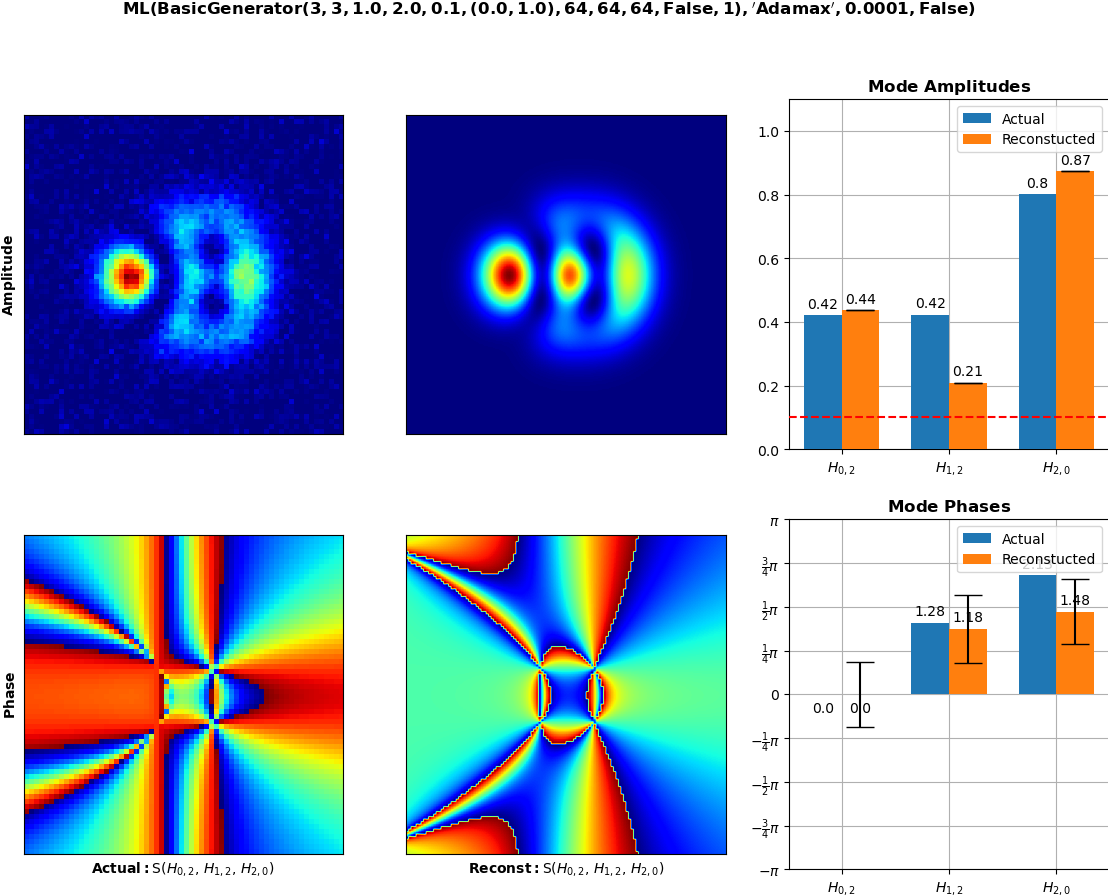 ML(BasicGenerator(3, 3, 1.0, 2.0, 0.1, (0.0, 1.0), 64, 64, 64, False, 1), ′Adamax′, 0.0001, False)
Mode Amplitudes
Amplitude
Actual
Reconstucted
1.0
0.8
0.6
0.4
0.2
0.0
0.42
0.44
0.42
0.21
0.8
0.87
H0,2
H1,2
H2,0
Mode Phases
Phase
Actual
Reconstucted
π
3/4π
1/2π
1/4π
0
−1/4π
−1/2π
−3/4π
−π
0.0
0.0
1.28
1.18
1.48
H0,2
H1,2
H2,0
Actual: S(H0,2, H1,2, H2,0)
Reconst: S(H0,2, H1,2, H2,0)